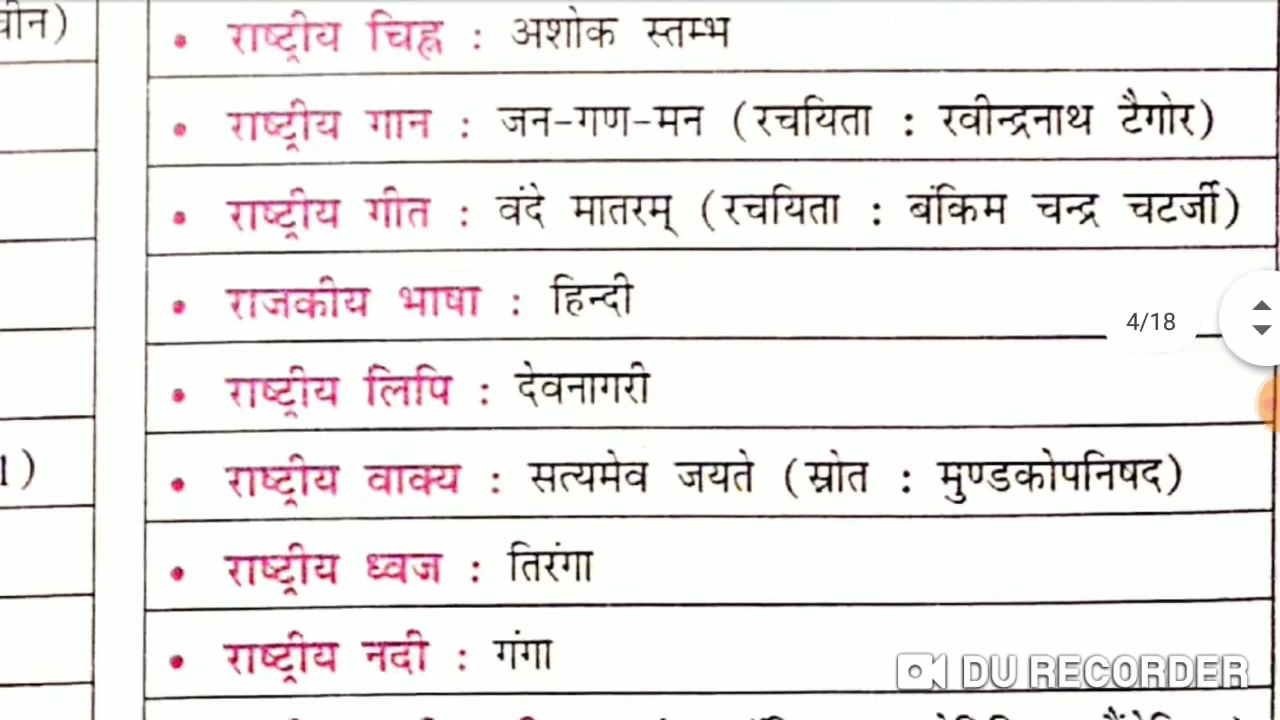 • राष्ट्रीय चिह्न : अशोक स्तम्भ
• राष्ट्रीय गान : जन-गण-मन (रचयिता : रवीन्द्रनाथ टैगोर)
• राष्ट्रीय गीत : वंदे मातरम् (रचयिता : बंकिम चन्द्र चटर्जी)
• राजकीय भाषा : हिन्दी
4/18
• राष्ट्रीय लिपि : देवनागरी
1)
• राष्ट्रीय वाक्य : सत्यमेव जयते (स्रोत : मुण्डकोपनिषद)
• राष्ट्रीय ध्वज : तिरंगा
• राष्ट्रीय नदी : गंगा
DU RECORDER